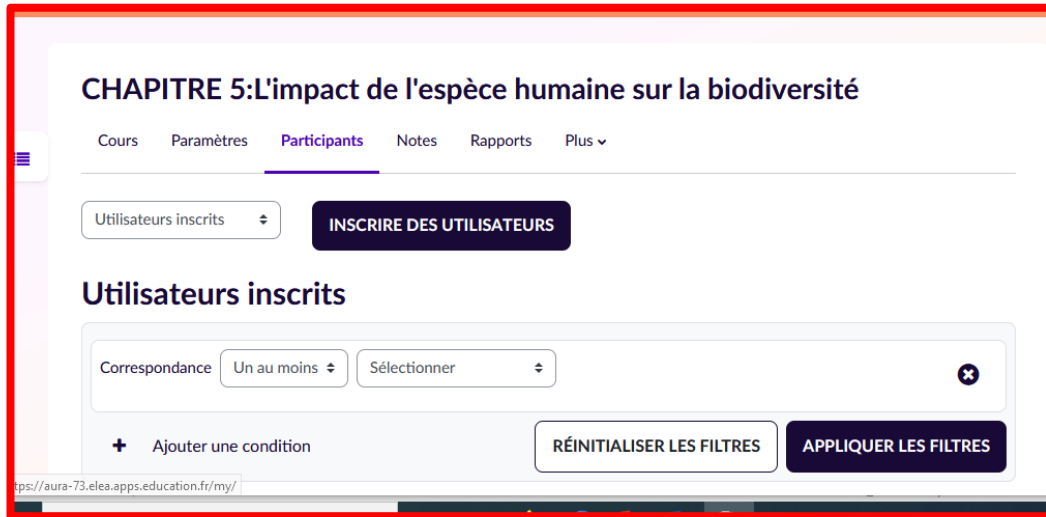 CHAPITRE 5:L'impact de l'espèce humaine sur la biodiversité
Cours Paramètres Participants Notes Rapports Plus
Utilisateurs inscrits INSCRIRE DES UTILISATEURS
Utilisateurs inscrits
Correspondance Un au moins Sélectionner
Ajouter une condition RÉINITIALISER LES FILTRES APPLIQUER LES FILTRES
tps://aura-73.elea.apps.education.fr/my/